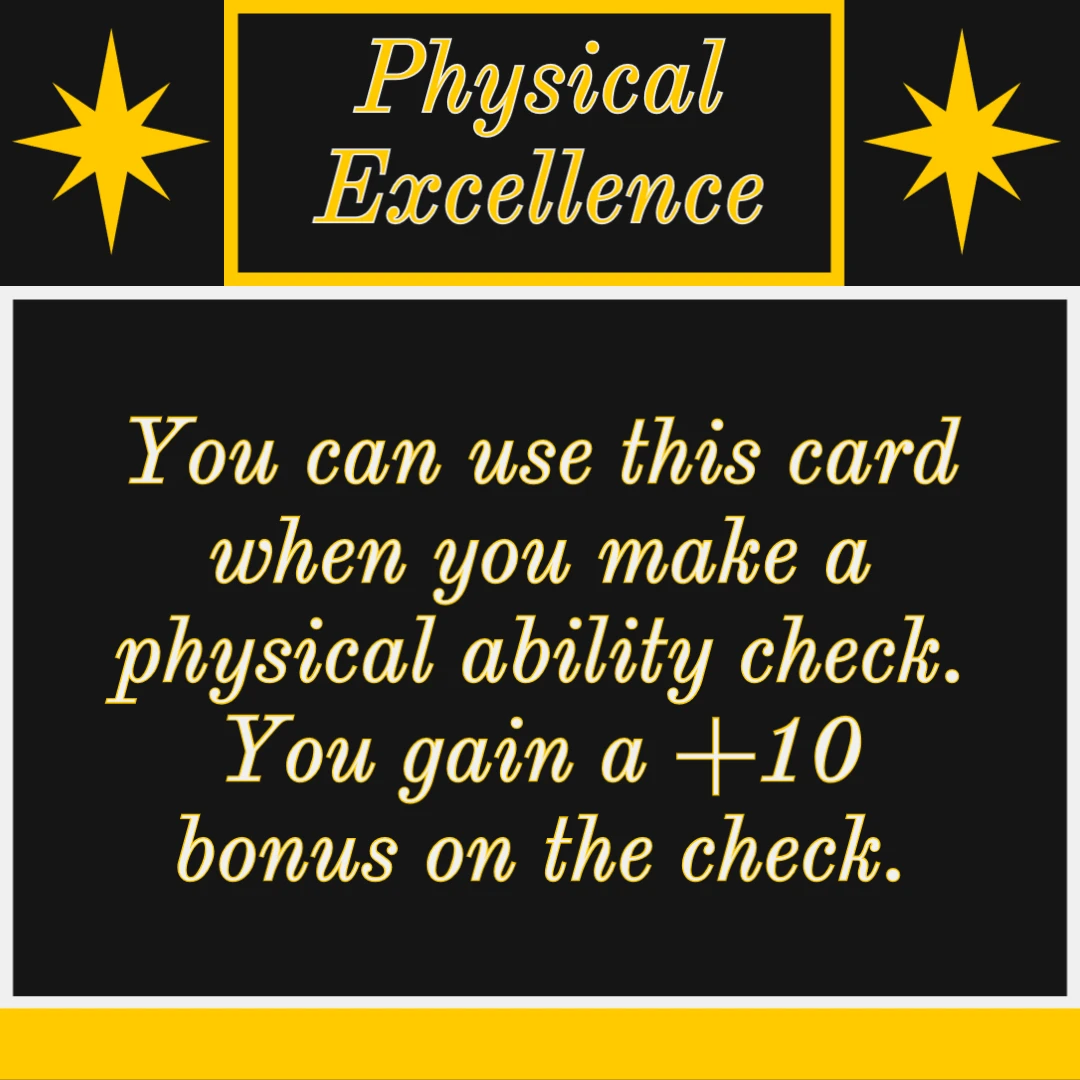 Physical
Excellence
You can use this card
when you make a
physical ability check.
You gain a +10
bonus on the check.